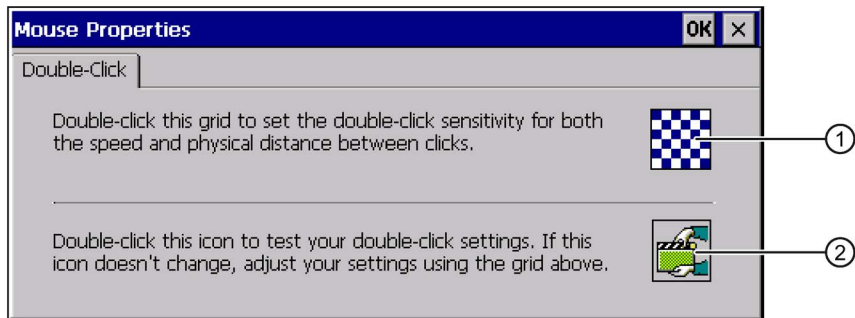 Mouse Properties OK ×
Double-Click
Double-click this grid to set the double-click sensitivity for both
the speed and physical distance between clicks.
1
Double-click this icon to test your double-click settings. If this
icon doesn't change, adjust your settings using the grid above.
2